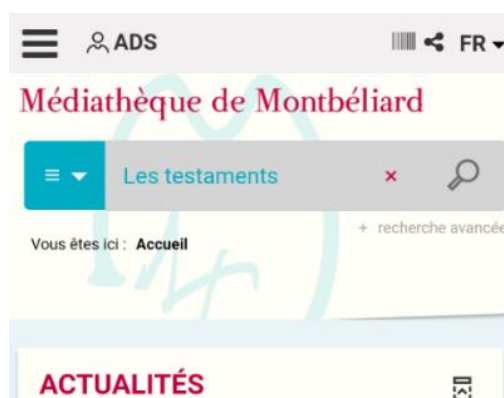 ADS FR
Médiathèque de Montbéliard
Les testaments ×
+ recherche avancée
Vous êtes ici : Accueil
ACTUALITÉS